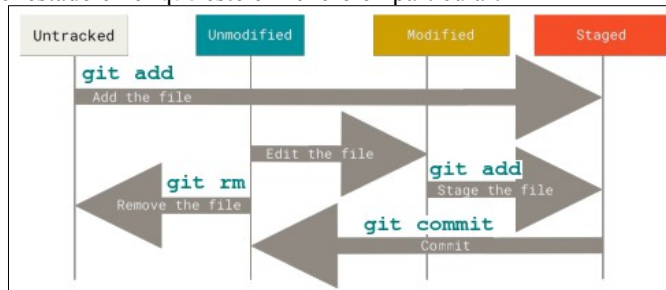 Untracked Unmodified Modified Staged
git add
Add the file
Edit the file
git rm
git add
Remove the file
Stage the file
git commit
Commit